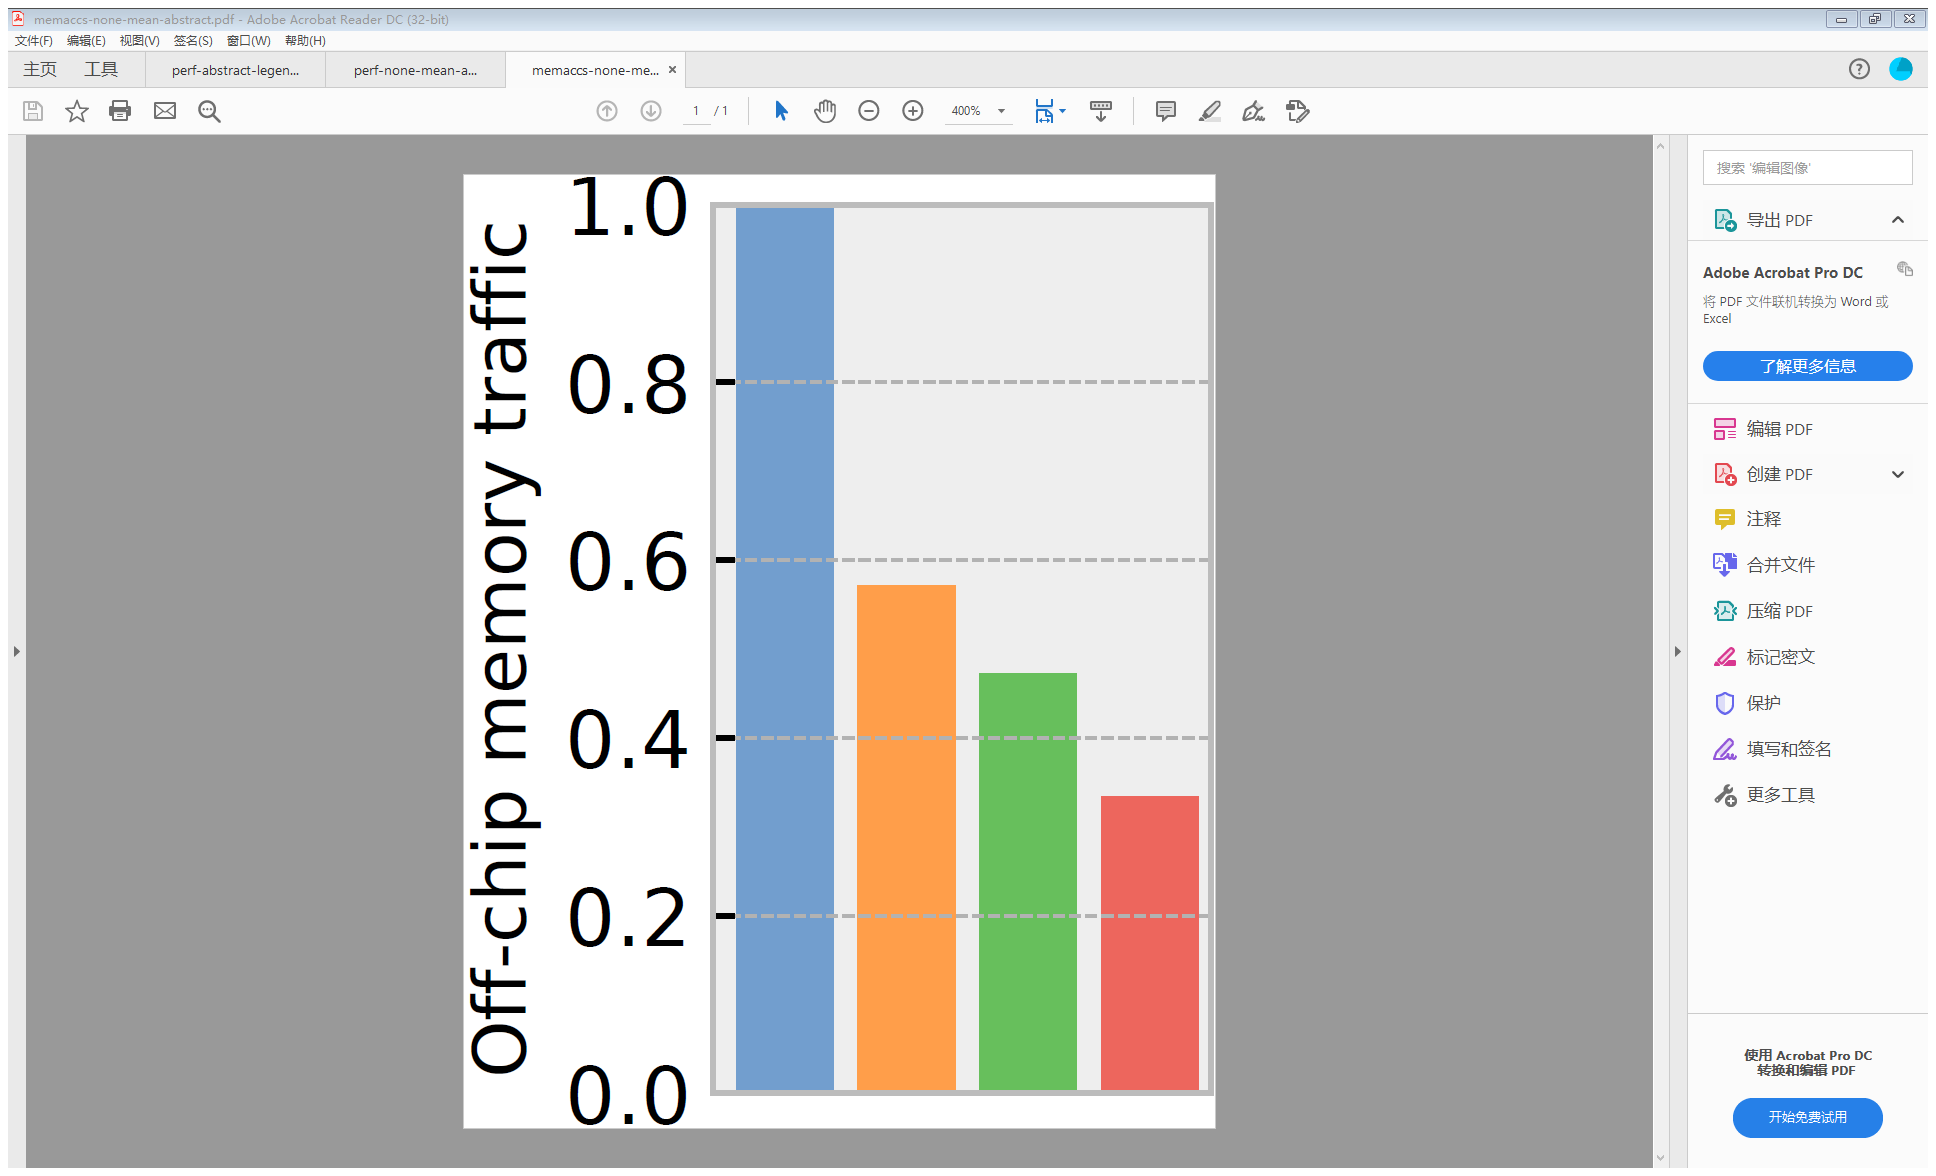 memaccs-none-mean-abstract.pdf - Adobe Acrobat Reader DC (32-bit)
文件(F) 编辑(E) 视图(V) 签名(S) 窗口(W) 帮助(H)
主页 工具 perf-abstract-legen... perf-none-mean-a... memaccs-none-me...
1 / 1 400%
搜索 '编辑图像'
导出 PDF
Adobe Acrobat Pro DC
将 PDF 文件联机转换为 Word 或
Excel
了解更多信息
编辑 PDF
创建 PDF
注释
合并文件
压缩 PDF
标记密文
保护
填写和签名
更多工具
使用 Acrobat Pro DC
转换和编辑 PDF
开始免费试用
Off-chip memory traffic
1.0
0.8
0.6
0.4
0.2
0.0